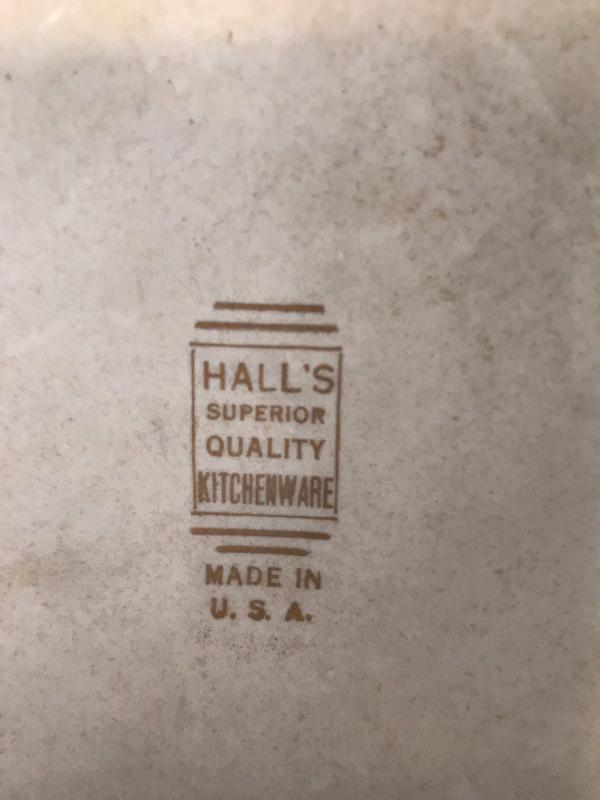 HALL'S
SUPERIOR
QUALITY
KITCHENWARE
MADE IN
U. S. A.